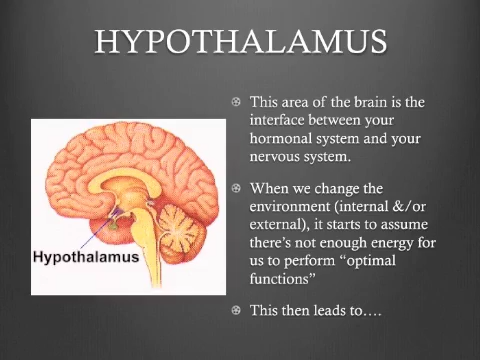 HYPOTHALAMUS
This area of the brain is the
interface between your
hormonal system and your
nervous system.
When we change the
environment (internal &/or
external), it starts to assume
there's not enough energy for
us to perform “optimal
functions”
This then leads to….
Hypothalamus